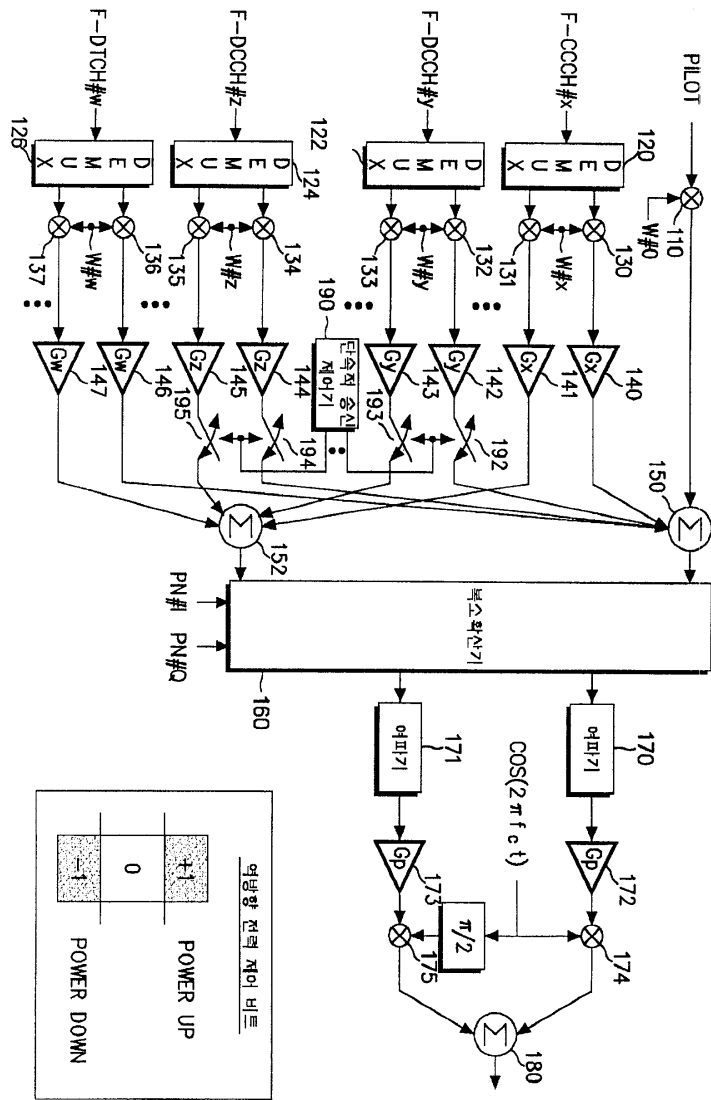 PILOT
110
W#0
F-CCCH#x
120
DEMUX
130
W#x
131
Gx
140
Gx
141
F-DCCH#y
122
DEMUX
132
W#y
133
Gy
142
Gy
143
192
193
190
단속적 송신
제어기
F-DCCH#z
124
DEMUX
134
W#z
135
Gz
144
Gz
145
194
195
F-DTCH#w
126
DEMUX
136
W#w
137
Gw
146
Gw
147
Σ
150
Σ
152
복소확산기
160
PN#I
PN#Q
여파기
170
여파기
171
Gp
172
Gp
173
COS(2πfct)
π/2
174
175
Σ
180
역방향 전력 제어 비트
+1
POWER UP
0
-1
POWER DOWN